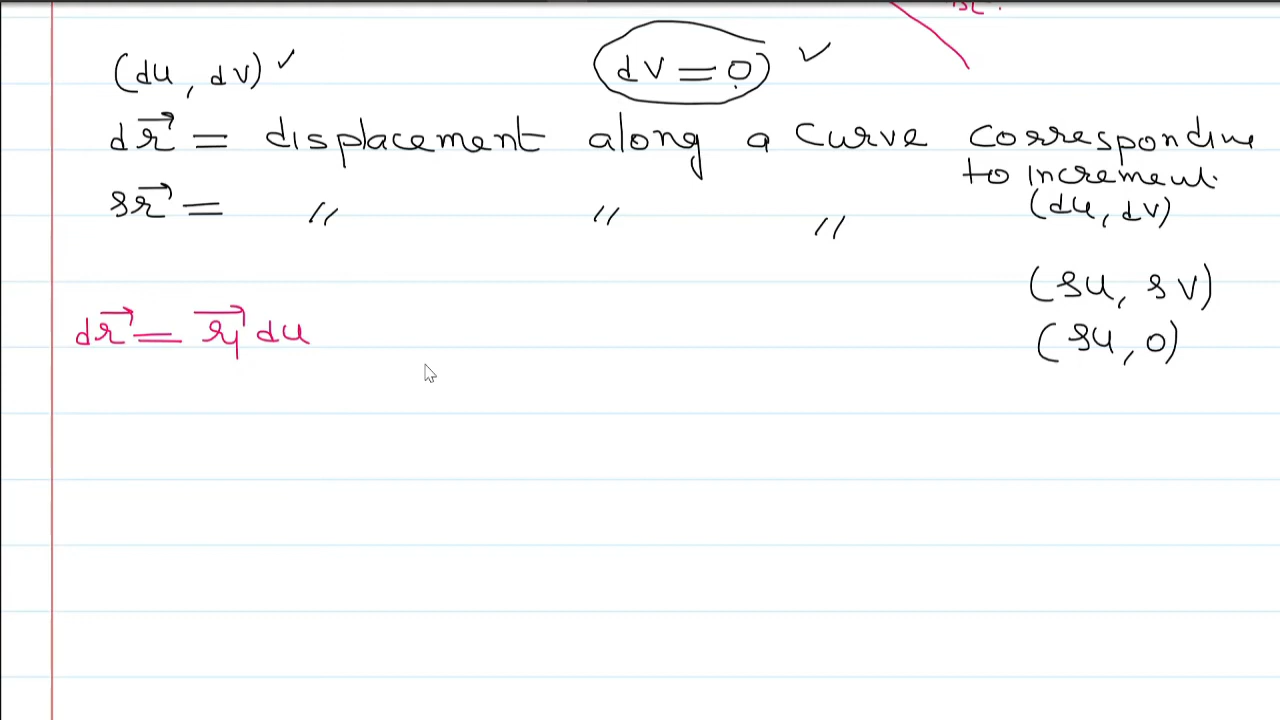 (du, dv) ✓ dv = 0 ✓
d𝑟⃗ = displacement along a curve corresponding
to increment.
δ𝑟⃗ = " " " (du, dv)
(δu, δv)
d𝑟⃗ = 𝑟⃗₁ du (δu, 0)